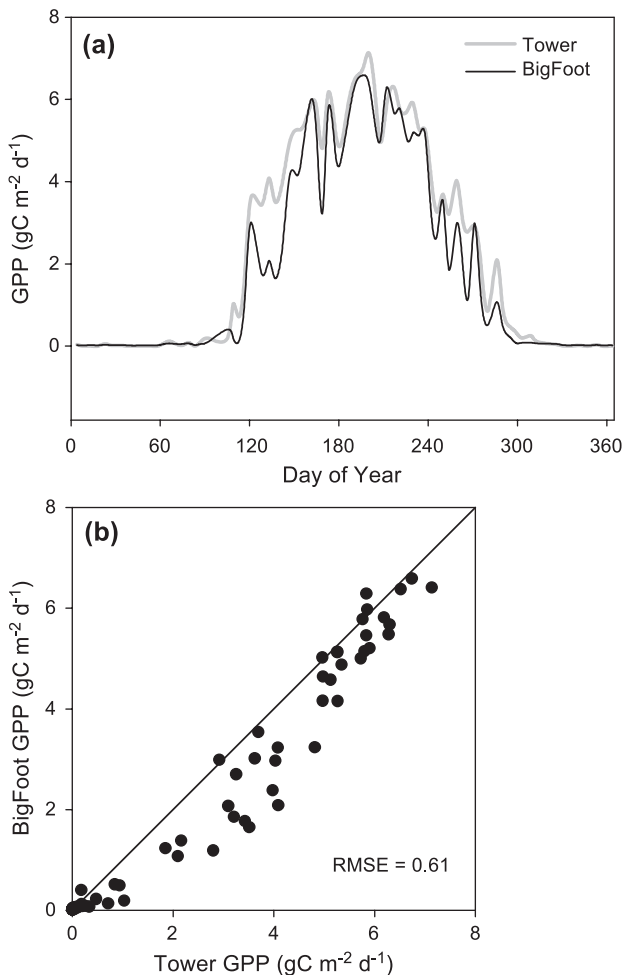 (a)
Tower
BigFoot
8
6
4
2
0
GPP (gC m⁻² d⁻¹)
0 60 120 180 240 300 360
Day of Year
(b)
8
6
4
2
0
BigFoot GPP (gC m⁻² d⁻¹)
RMSE = 0.61
0 2 4 6 8
Tower GPP (gC m⁻² d⁻¹)